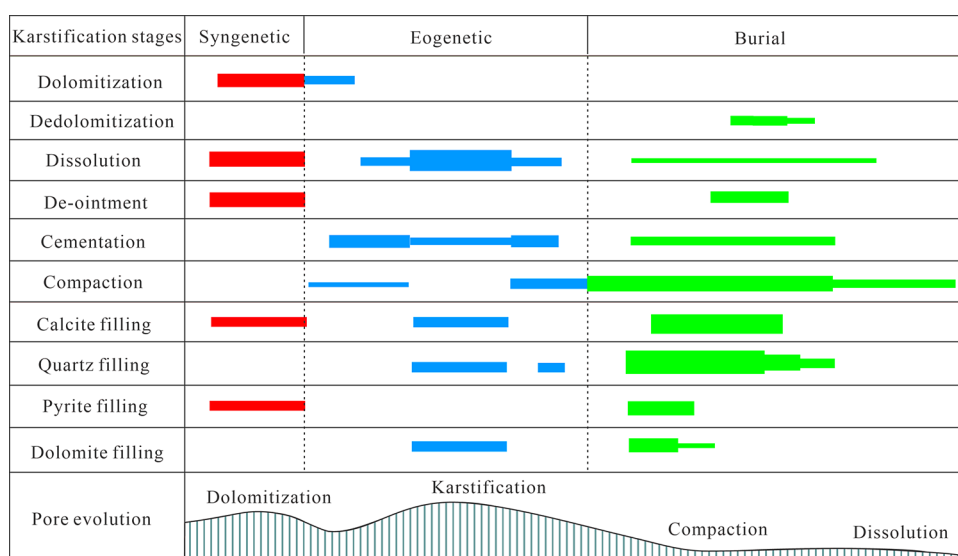 Karstification stages Syngenetic Eogenetic Burial
Dolomitization
Dedolomitization
Dissolution
De-ointment
Cementation
Compaction
Calcite filling
Quartz filling
Pyrite filling
Dolomite filling
Pore evolution
Dolomitization
Karstification
Compaction
Dissolution